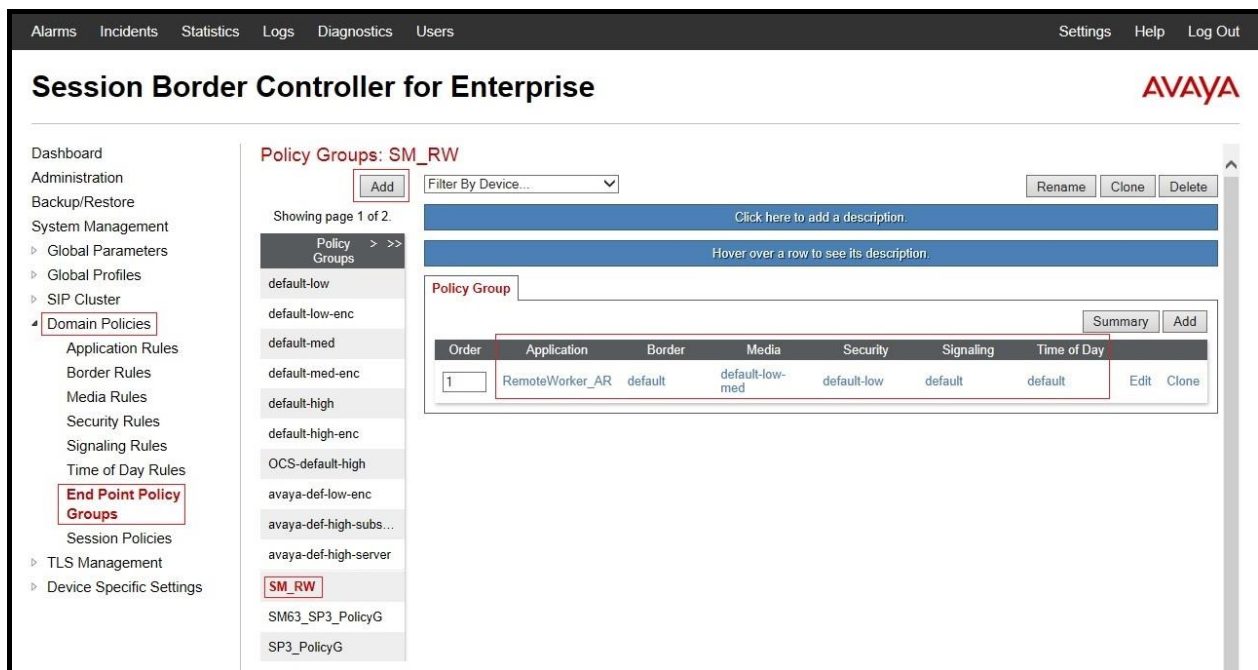 Alarms Incidents Statistics Logs Diagnostics Users Settings Help Log Out
Session Border Controller for Enterprise
AVAYA
Dashboard
Administration
Backup/Restore
System Management
Global Parameters
Global Profiles
SIP Cluster
Domain Policies
Application Rules
Border Rules
Media Rules
Security Rules
Signaling Rules
Time of Day Rules
End Point Policy
Groups
Session Policies
TLS Management
Device Specific Settings
Policy Groups: SM_RW
Add
Showing page 1 of 2.
Policy > >>
Groups
default-low
default-low-enc
default-med
default-med-enc
default-high
default-high-enc
OCS-default-high
avaya-def-low-enc
avaya-def-high-subs...
avaya-def-high-server
SM_RW
SM63_SP3_PolicyG
SP3_PolicyG
Filter By Device...
Rename Clone Delete
Click here to add a description.
Hover over a row to see its description.
Policy Group
Summary Add
Order Application Border Media Security Signaling Time of Day
1 RemoteWorker_AR default default-low- default-low default default Edit Clone
med